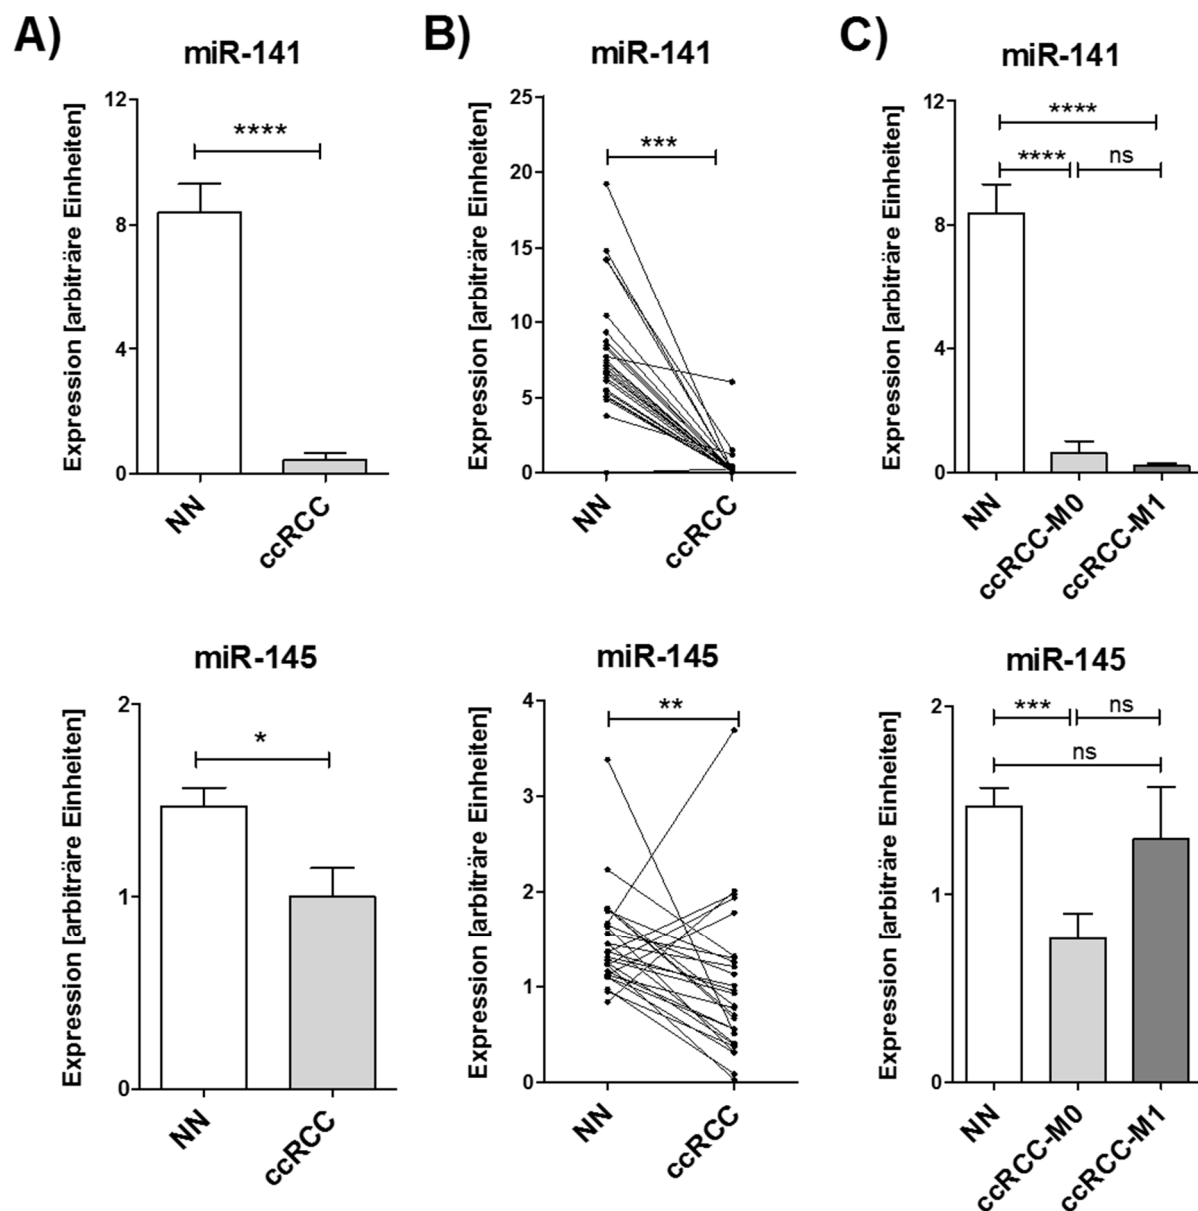 A)
miR-141
Expression [arbiträre Einheiten]
12
8
4
0
****
NN
ccRCC
B)
miR-141
Expression [arbiträre Einheiten]
25
20
15
10
5
0
***
NN
ccRCC
C)
miR-141
Expression [arbiträre Einheiten]
12
8
4
0
****
**** ns
NN
ccRCC-M0
ccRCC-M1
miR-145
Expression [arbiträre Einheiten]
2
1
0
*
NN
ccRCC
miR-145
Expression [arbiträre Einheiten]
4
3
2
1
0
**
NN
ccRCC
miR-145
Expression [arbiträre Einheiten]
2
1
0
*** ns
ns
NN
ccRCC-M0
ccRCC-M1